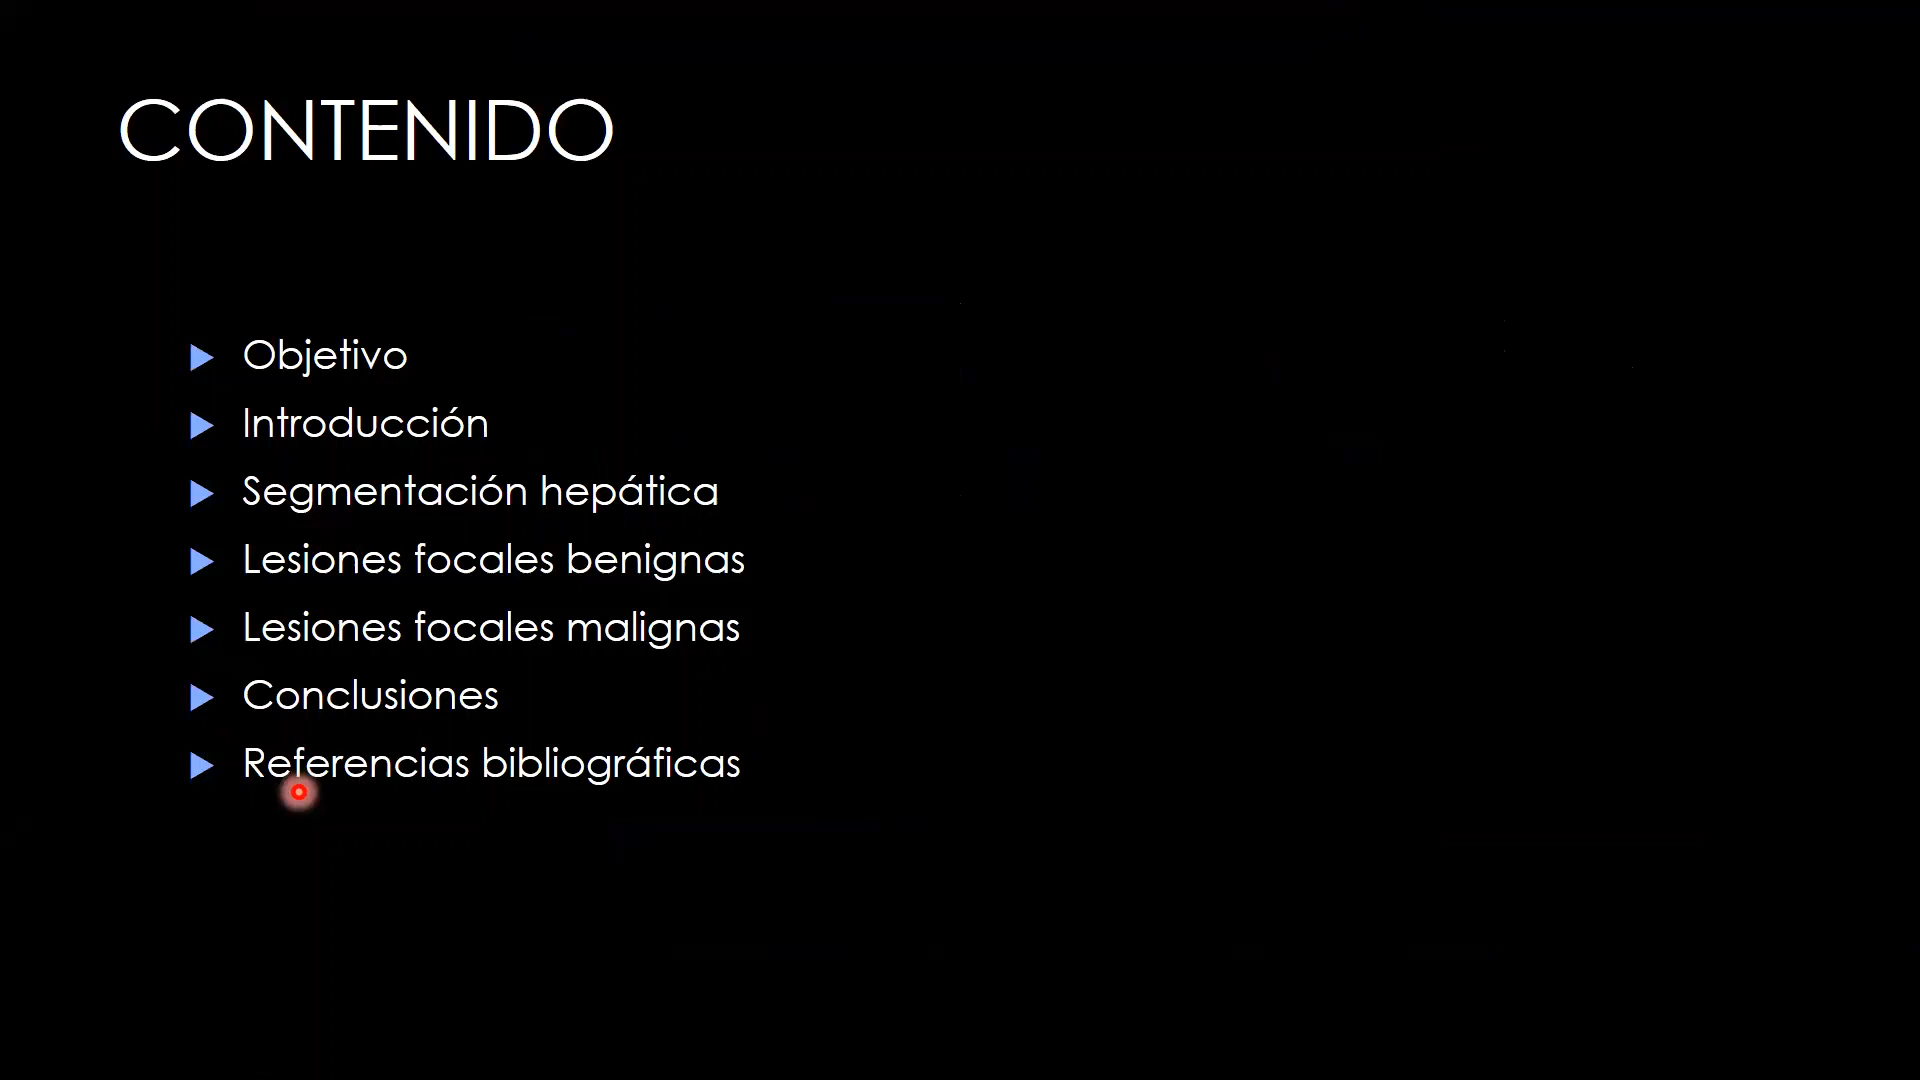 CONTENIDO
Objetivo
Introducción
Segmentación hepática
Lesiones focales benignas
Lesiones focales malignas
Conclusiones
Referencias bibliográficas